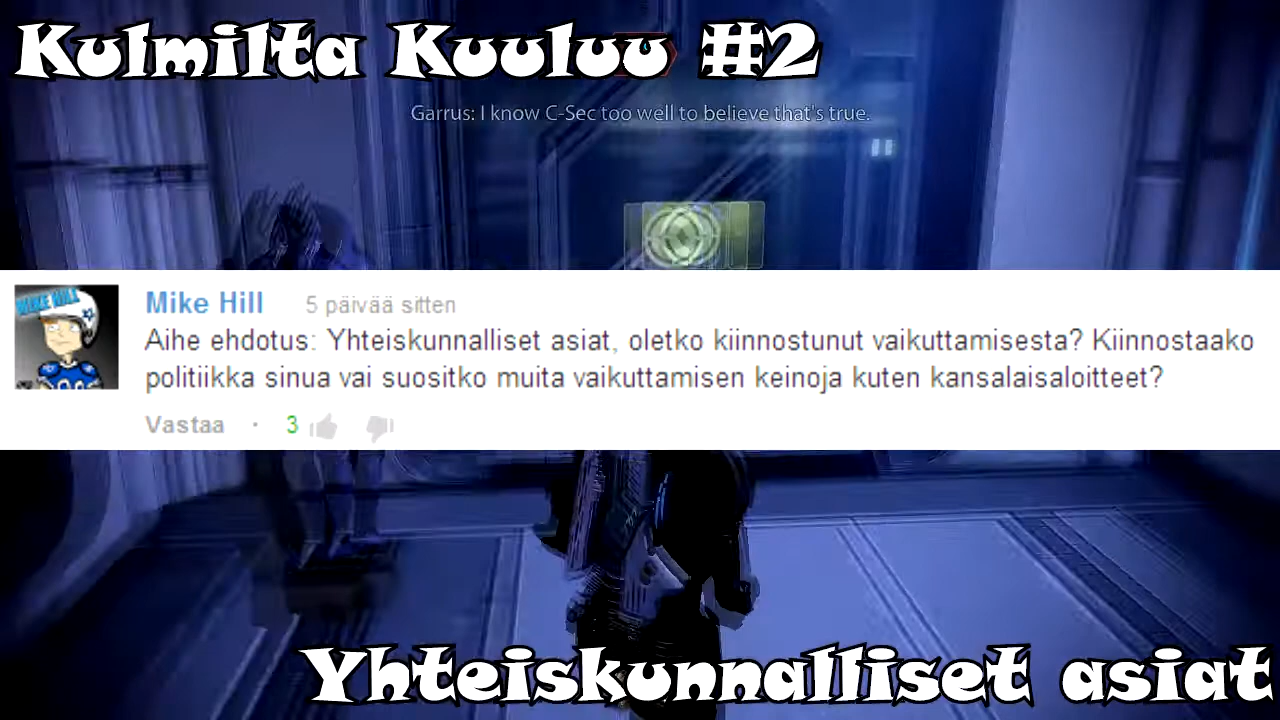 Kulmilta Kuuluu #2
Garrus: I know C-Sec too well to believe that's true.
MIKE HILL
Mike Hill 5 päivää sitten
Aihe ehdotus: Yhteiskunnalliset asiat, oletko kiinnostunut vaikuttamisesta? Kiinnostaako
politiikka sinua vai suositko muita vaikuttamisen keinoja kuten kansalaisaloitteet?
Vastaa · 3
Yhteiskunnalliset asiat